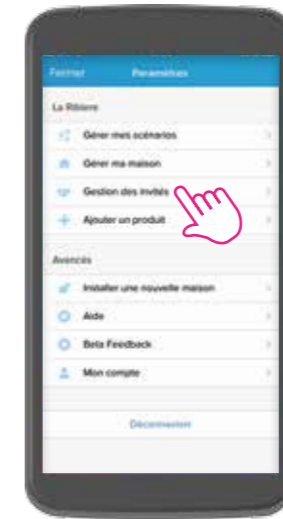 Fermer Paramètres
La Ribiere
Gérer mes scénarios
Gérer ma maison
Gestion des invités
Ajouter un produit
Avancés
Installer une nouvelle maison
Aide
Beta Feedback
Mon compte
Déconnexion